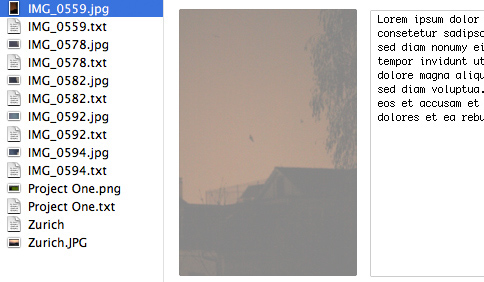 IMG_0559.jpg
IMG_0559.txt
IMG_0578.jpg
IMG_0578.txt
IMG_0582.jpg
IMG_0582.txt
IMG_0592.jpg
IMG_0592.txt
IMG_0594.jpg
IMG_0594.txt
Project One.png
Project One.txt
Zurich
Zurich.JPG
Lorem ipsum dolor
consetetur sadipsc
sed diam nonumy ei
tempor invidunt ut
dolore magna aliqu
sed diam voluptua.
eos et accusam et
dolores et ea rebu